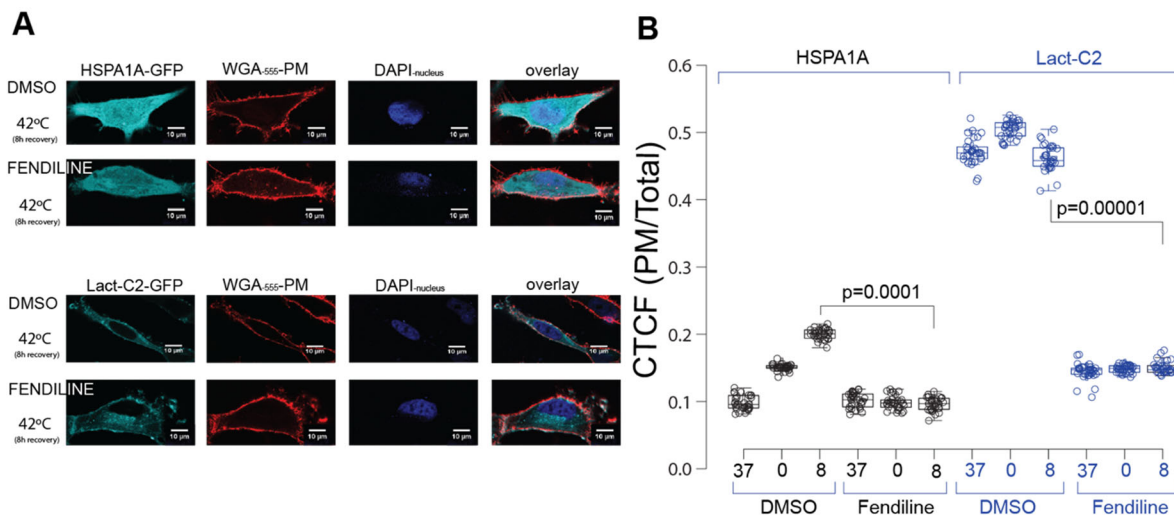 A
HSPA1A-GFP WGA-555-PM DAPI-nucleus overlay
DMSO
42ºC
(8h recovery)
10 µm 10 µm 10 µm 10 µm
FENDILINE
42ºC
(8h recovery)
10 µm 10 µm 10 µm 10 µm
Lact-C2-GFP WGA-555-PM DAPI-nucleus overlay
DMSO
42ºC
(8h recovery)
10 µm 10 µm 10 µm 10 µm
FENDILINE
42ºC
(8h recovery)
10 µm 10 µm 10 µm 10 µm
B
HSPA1A Lact-C2
CTCF (PM/Total)
0.6
0.5
0.4
0.3
0.2
0.1
0.0
p=0.00001
p=0.0001
37 0 8 37 0 8 37 0 8 37 0 8
DMSO Fendiline DMSO Fendiline